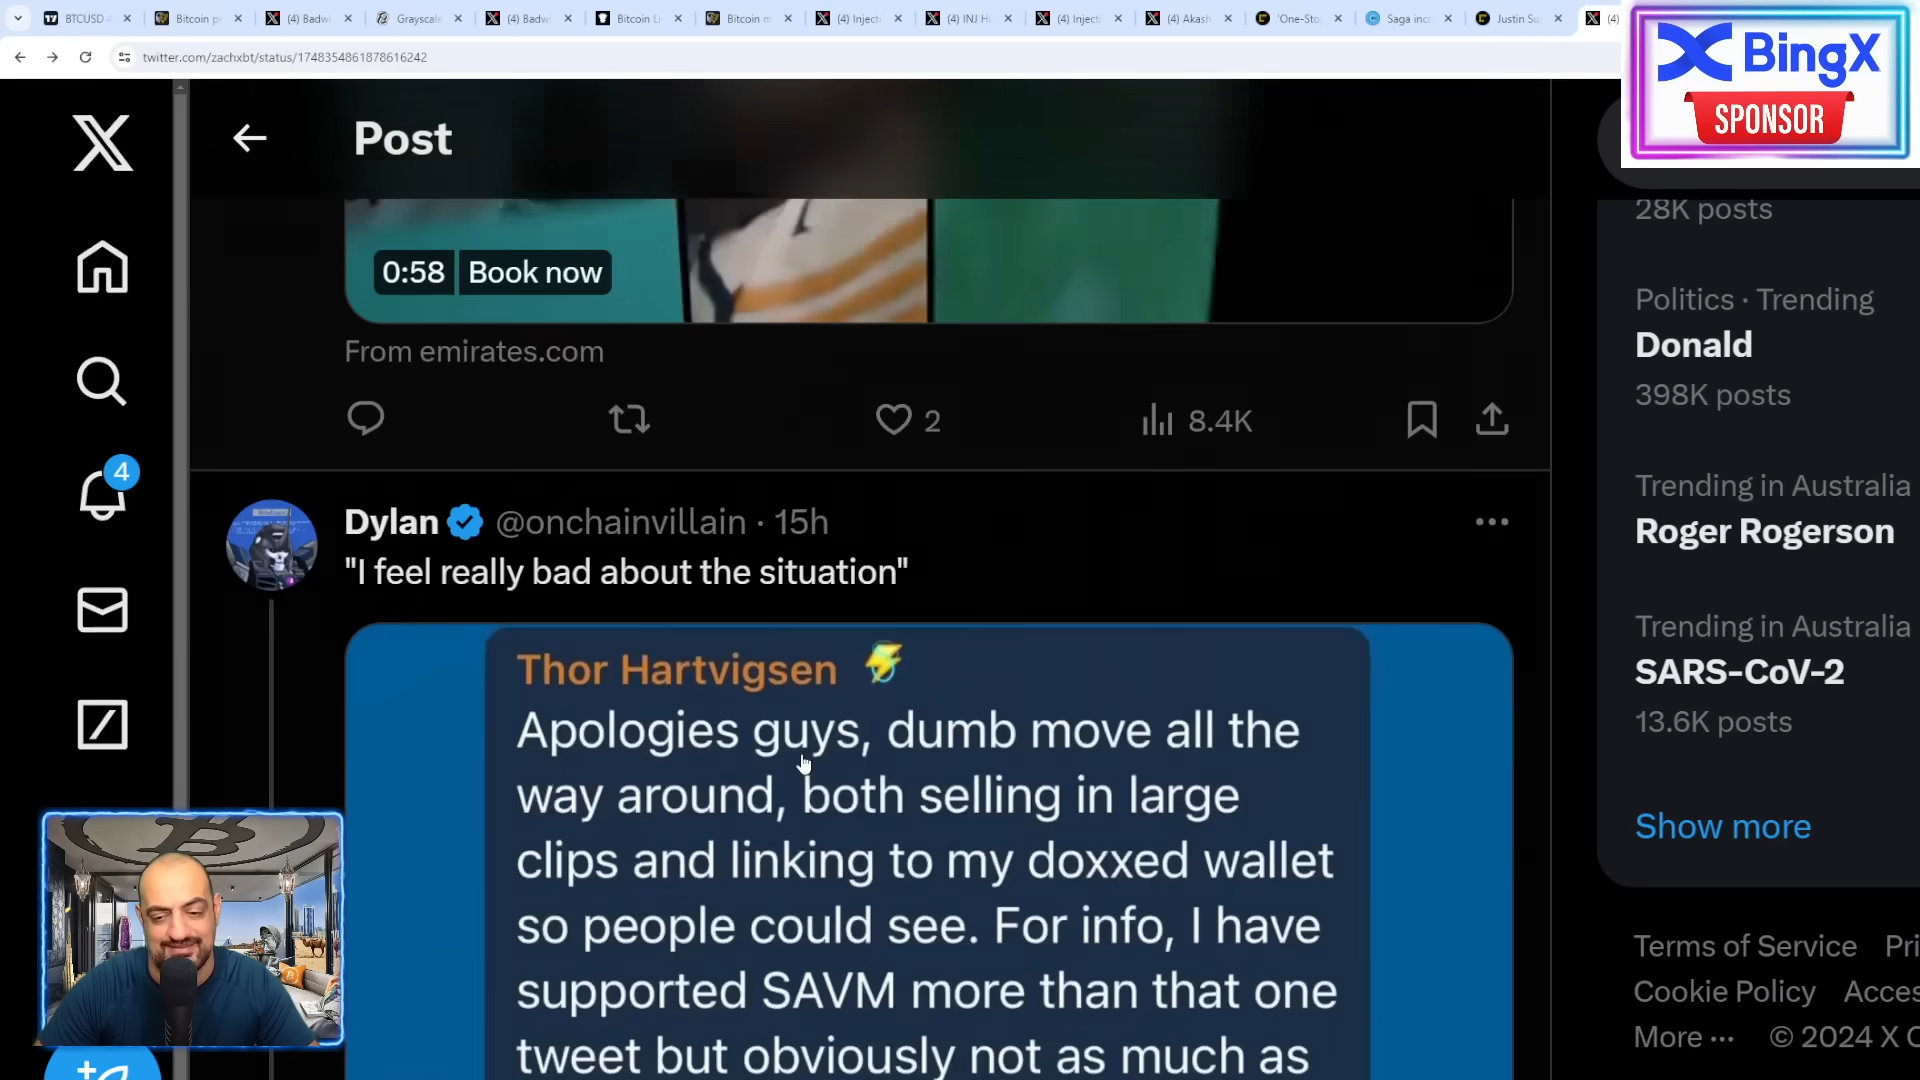 BTCUSD
Bitcoin p
(4) Badw
Grayscale
(4) Badw
Bitcoin Li
Bitcoin m
(4) Inject
(4) INJ H
(4) Injecti
(4) Akash
'One-Sto
Saga incr
Justin Su
(4)
twitter.com/zachxbt/status/1748354861878616242
BingX
SPONSOR
Post
28K posts
0:58 Book now
Politics · Trending
Donald
From emirates.com
398K posts
2
8.4K
4
Trending in Australia
Roger Rogerson
Dylan @onchainvillain · 15h
"I feel really bad about the situation"
Trending in Australia
SARS-CoV-2
13.6K posts
Thor Hartvigsen
Apologies guys, dumb move all the
way around, both selling in large
clips and linking to my doxxed wallet
so people could see. For info, I have
supported SAVM more than that one
tweet but obviously not as much as
Show more
Terms of Service Pri
Cookie Policy Acces
More ··· © 2024 X C